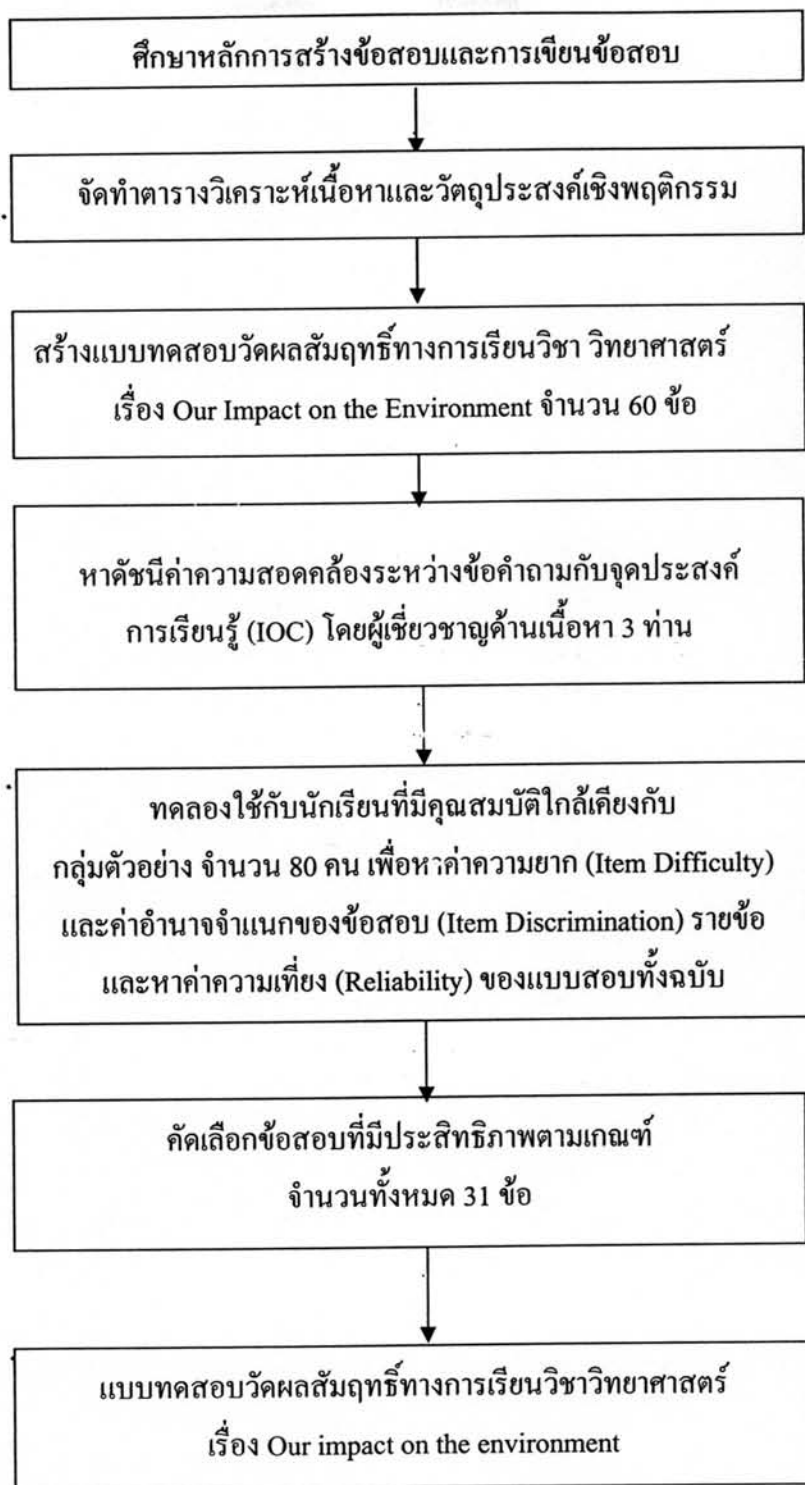 ศึกษาหลักการสร้างข้อสอบและการเขียนข้อสอบ
จัดทำตารางวิเคราะห์เนื้อหาและวัตถุประสงค์เชิงพฤติกรรม
สร้างแบบทดสอบวัดผลสัมฤทธิ์ทางการเรียนวิชา วิทยาศาสตร์
เรื่อง Our Impact on the Environment จำนวน 60 ข้อ
หาดัชนีค่าความสอดคล้องระหว่างข้อคำถามกับจุดประสงค์
การเรียนรู้ (IOC) โดยผู้เชี่ยวชาญด้านเนื้อหา 3 ท่าน
ทดลองใช้กับนักเรียนที่มีคุณสมบัติใกล้เคียงกับ
กลุ่มตัวอย่าง จำนวน 80 คน เพื่อหาค่าความยาก (Item Difficulty)
และค่าอำนาจจำแนกของข้อสอบ (Item Discrimination) รายข้อ
และหาค่าความเที่ยง (Reliability) ของแบบสอบทั้งฉบับ
คัดเลือกข้อสอบที่มีประสิทธิภาพตามเกณฑ์
จำนวนทั้งหมด 31 ข้อ
แบบทดสอบวัดผลสัมฤทธิ์ทางการเรียนวิชาวิทยาศาสตร์
เรื่อง Our impact on the environment